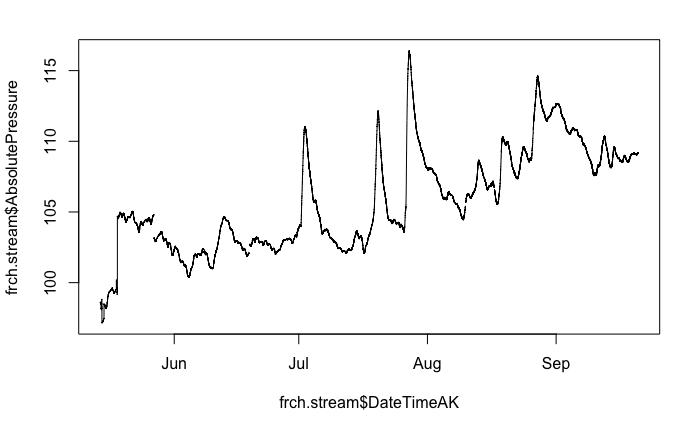 frch.stream$AbsolutePressure
115
110
105
100
Jun Jul Aug Sep
frch.stream$DateTimeAK